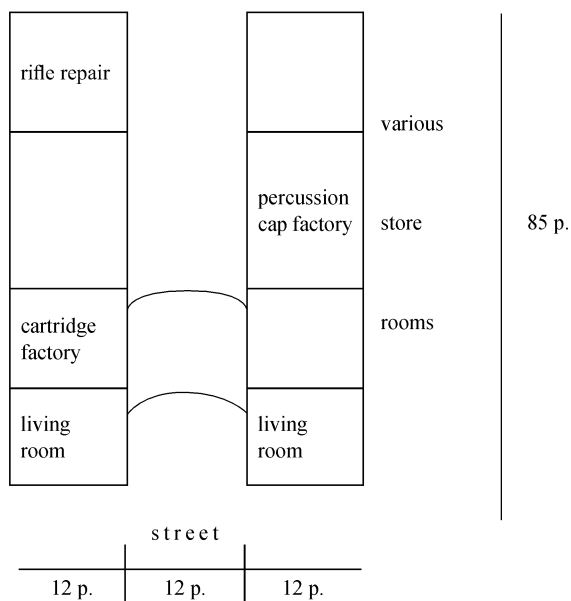 rifle repair
various
percussion
cap factory
store
85 p.
cartridge
factory
rooms
living
room
living
room
street
12 p.
12 p.
12 p.